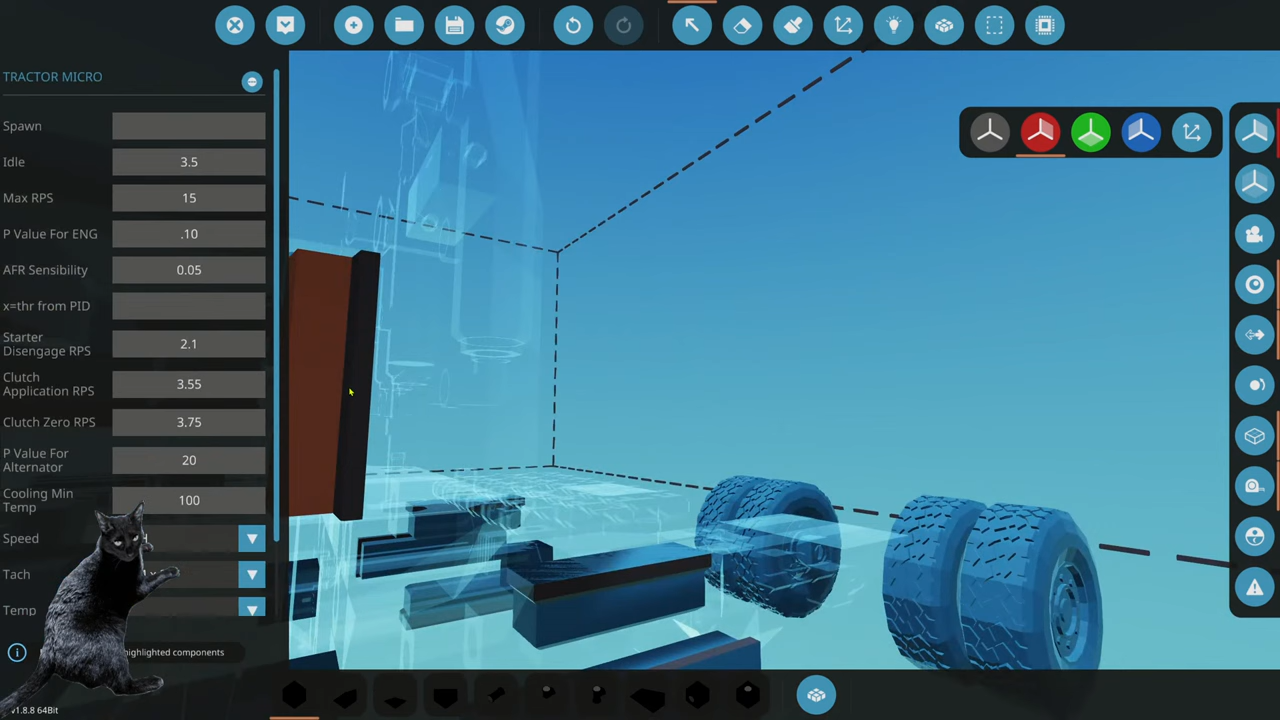 TRACTOR MICRO
Spawn
Idle 3.5
Max RPS 15
P Value For ENG .10
AFR Sensibility 0.05
x=thr from PID
Starter
Disengage RPS 2.1
Clutch
Application RPS 3.55
Clutch Zero RPS 3.75
P Value For
Alternator 20
Cooling Min
Temp 100
Speed
Tach
Temp
highlighted components
v1.8.8 64Bit